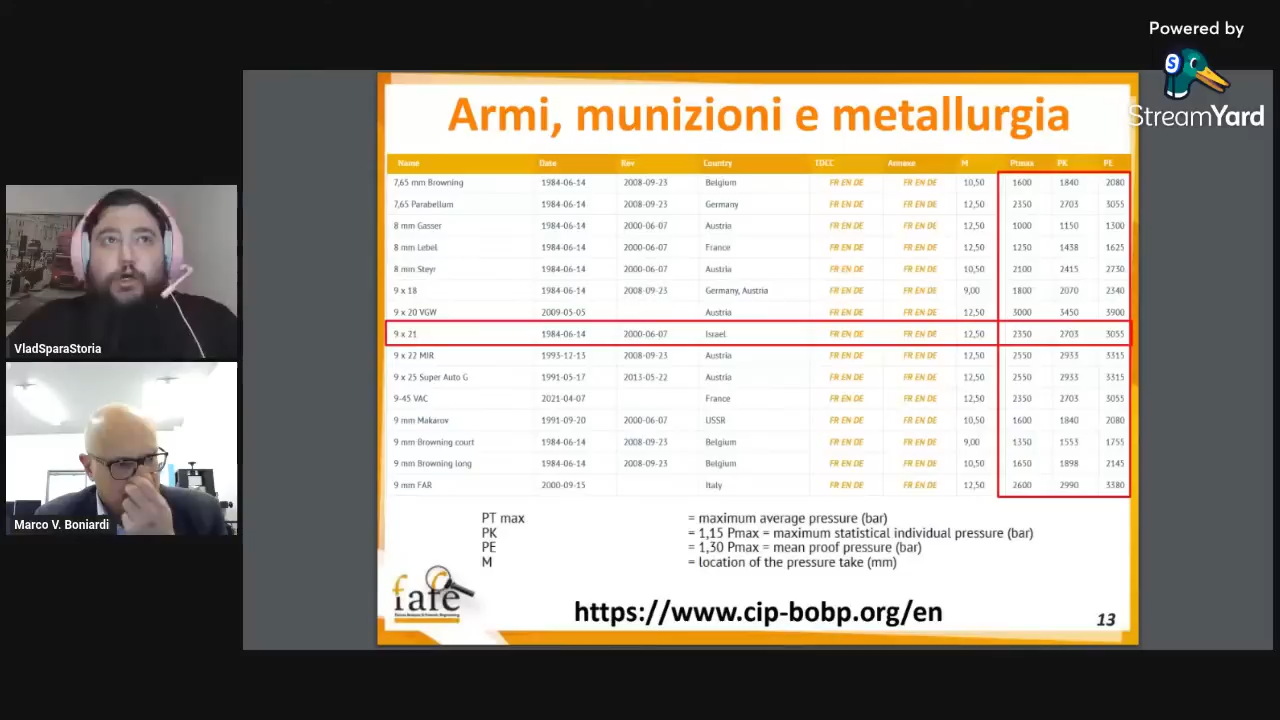 Powered by
StreamYard
Armi, munizioni e metallurgia
Name Date Rev Country TDCC Annexe M Ptmax PK PE
7,65 mm Browning 1984-06-14 2008-09-23 Belgium FR EN DE FR EN DE 10,50 1600 1840 2080
7,65 Parabellum 1984-06-14 2008-09-23 Germany FR EN DE FR EN DE 12,50 2350 2703 3055
8 mm Gasser 1984-06-14 2000-06-07 Austria FR EN DE FR EN DE 12,50 1000 1150 1300
8 mm Lebel 1984-06-14 2000-06-07 France FR EN DE FR EN DE 12,50 1250 1438 1625
8 mm Steyr 1984-06-14 2000-06-07 Austria FR EN DE FR EN DE 10,50 2100 2415 2730
9 x 18 1984-06-14 2008-09-23 Germany, Austria FR EN DE FR EN DE 9,00 1800 2070 2340
9 x 20 VGW 2009-05-05 Austria FR EN DE FR EN DE 12,50 3000 3450 3900
9 x 21 1984-06-14 2000-06-07 Israel FR EN DE FR EN DE 12,50 2350 2703 3055
9 x 22 MJR 1993-12-13 2008-09-23 Austria FR EN DE FR EN DE 12,50 2550 2933 3315
9 x 25 Super Auto G 1991-05-17 2013-05-22 Austria FR EN DE FR EN DE 12,50 2550 2933 3315
9-45 VAC 2021-04-07 France FR EN DE FR EN DE 12,50 2350 2703 3055
9 mm Makarov 1991-09-20 2000-06-07 USSR FR EN DE FR EN DE 10,50 1600 1840 2080
9 mm Browning court 1984-06-14 2008-09-23 Belgium FR EN DE FR EN DE 9,00 1350 1553 1755
9 mm Browning long 1984-06-14 2008-09-23 Belgium FR EN DE FR EN DE 10,50 1650 1898 2145
9 mm FAR 2000-09-15 Italy FR EN DE FR EN DE 12,50 2600 2990 3380
PT max = maximum average pressure (bar)
PK = 1,15 Pmax = maximum statistical individual pressure (bar)
PE = 1,30 Pmax = mean proof pressure (bar)
M = location of the pressure take (mm)
fafe
https://www.cip-bobp.org/en
13
VladSparaStoria
Marco V. Boniardi